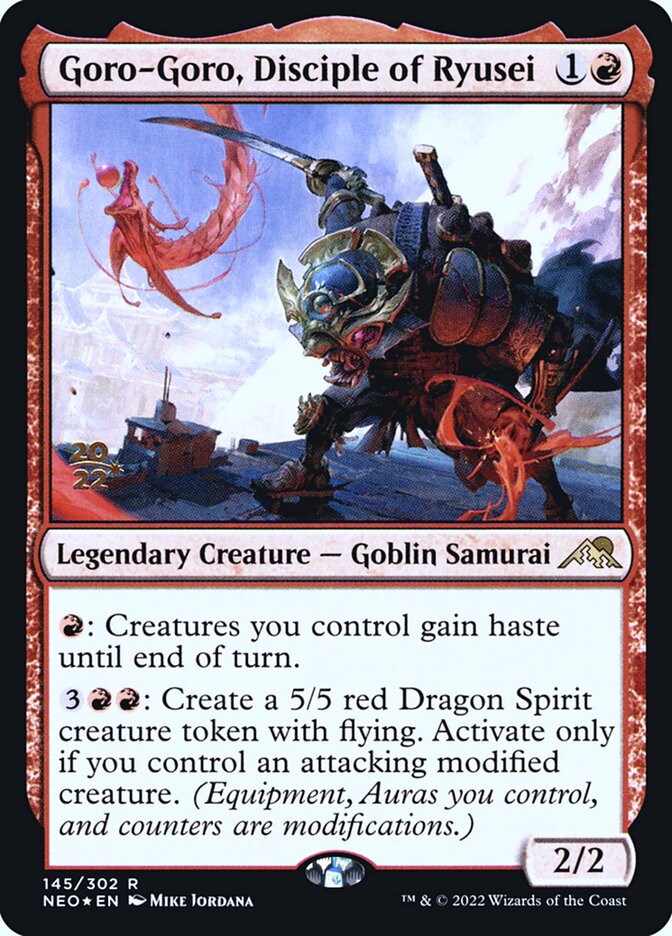 Goro-Goro, Disciple of Ryusei 1
20
22
Legendary Creature — Goblin Samurai
: Creatures you control gain haste
until end of turn.
3 : Create a 5/5 red Dragon Spirit
creature token with flying. Activate only
if you control an attacking modified
creature. (Equipment, Auras you control,
and counters are modifications.)
2/2
145/302 R
NEO★EN Mike Jordana
™ & © 2022 Wizards of the Coast